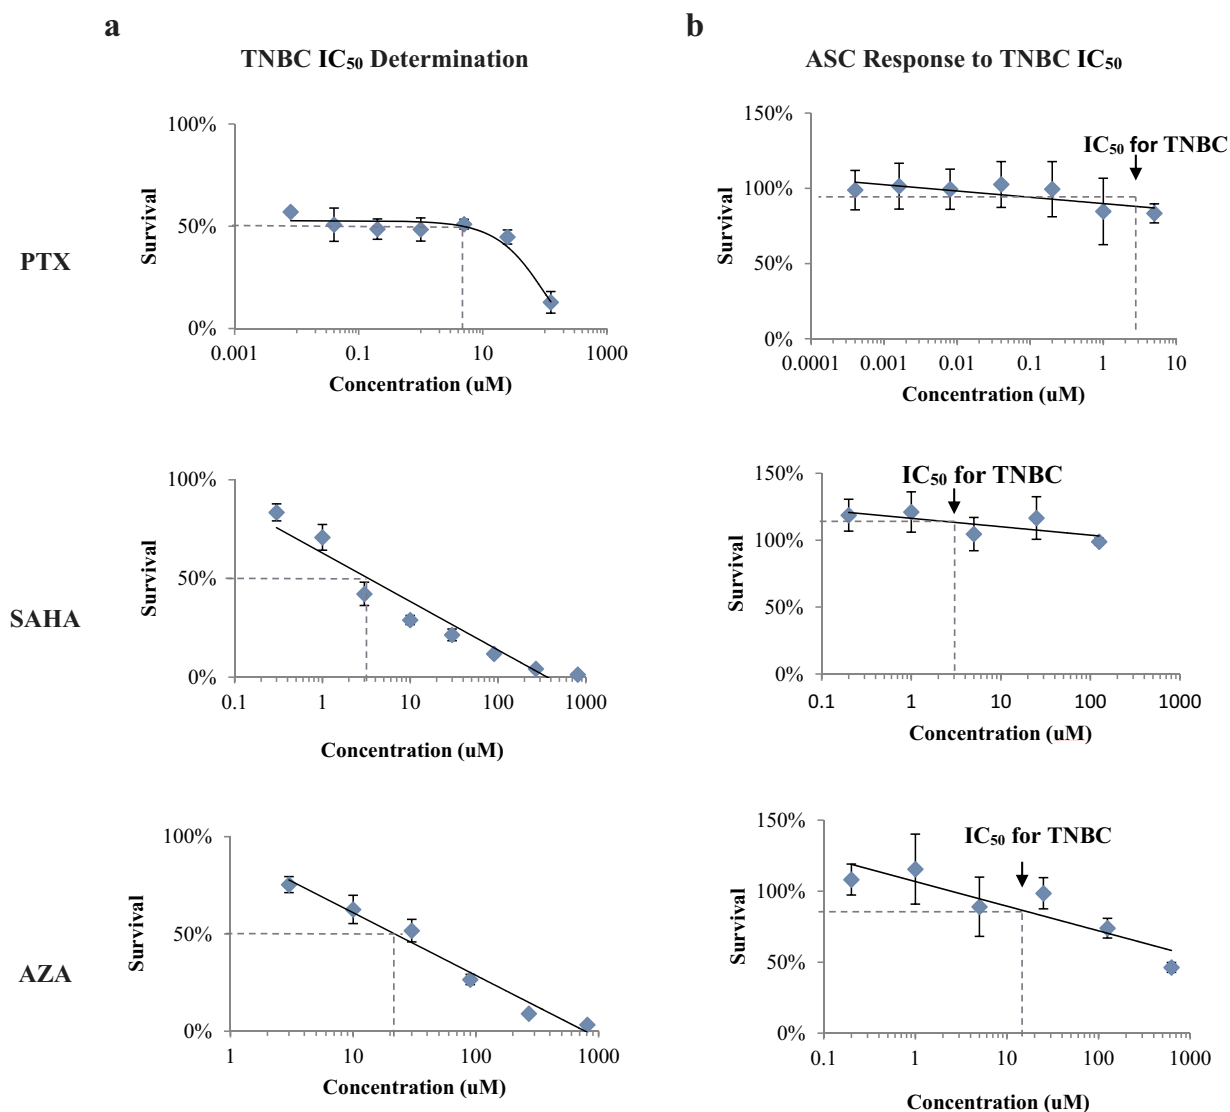 a
b
TNBC IC₅₀ Determination
ASC Response to TNBC IC₅₀
PTX
Survival
100%
50%
0%
0.001
0.1
10
1000
Concentration (uM)
Survival
150%
100%
50%
0%
IC₅₀ for TNBC
0.0001
0.001
0.01
0.1
1
10
Concentration (uM)
SAHA
Survival
100%
50%
0%
0.1
1
10
100
1000
Concentration (uM)
Survival
150%
100%
50%
0%
IC₅₀ for TNBC
0.1
1
10
100
1000
Concentration (uM)
AZA
Survival
100%
50%
0%
1
10
100
1000
Concentration (uM)
Survival
150%
100%
50%
0%
IC₅₀ for TNBC
0.1
1
10
100
1000
Concentration (uM)